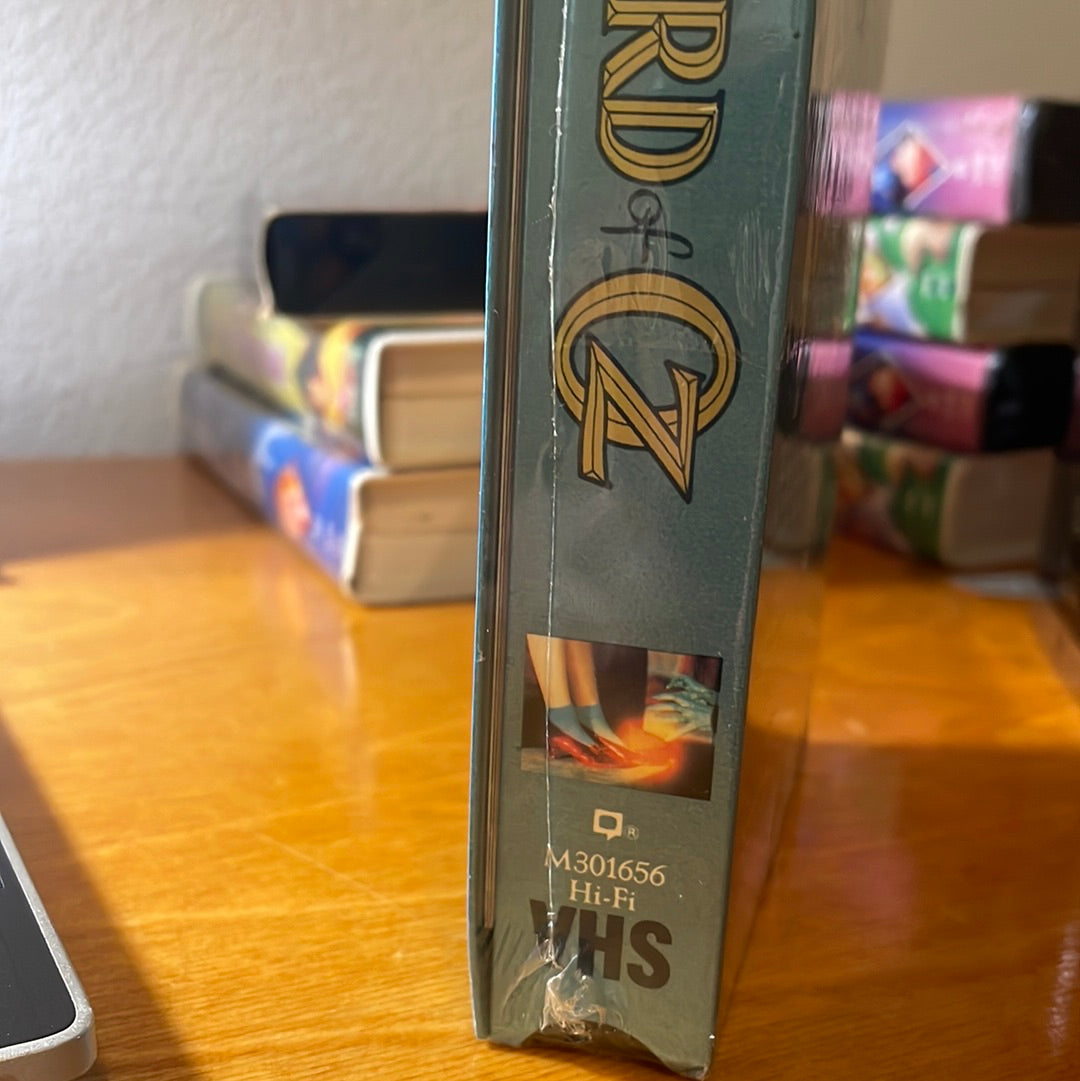 RD
of
OZ
R
M301656
Hi-Fi
VHS